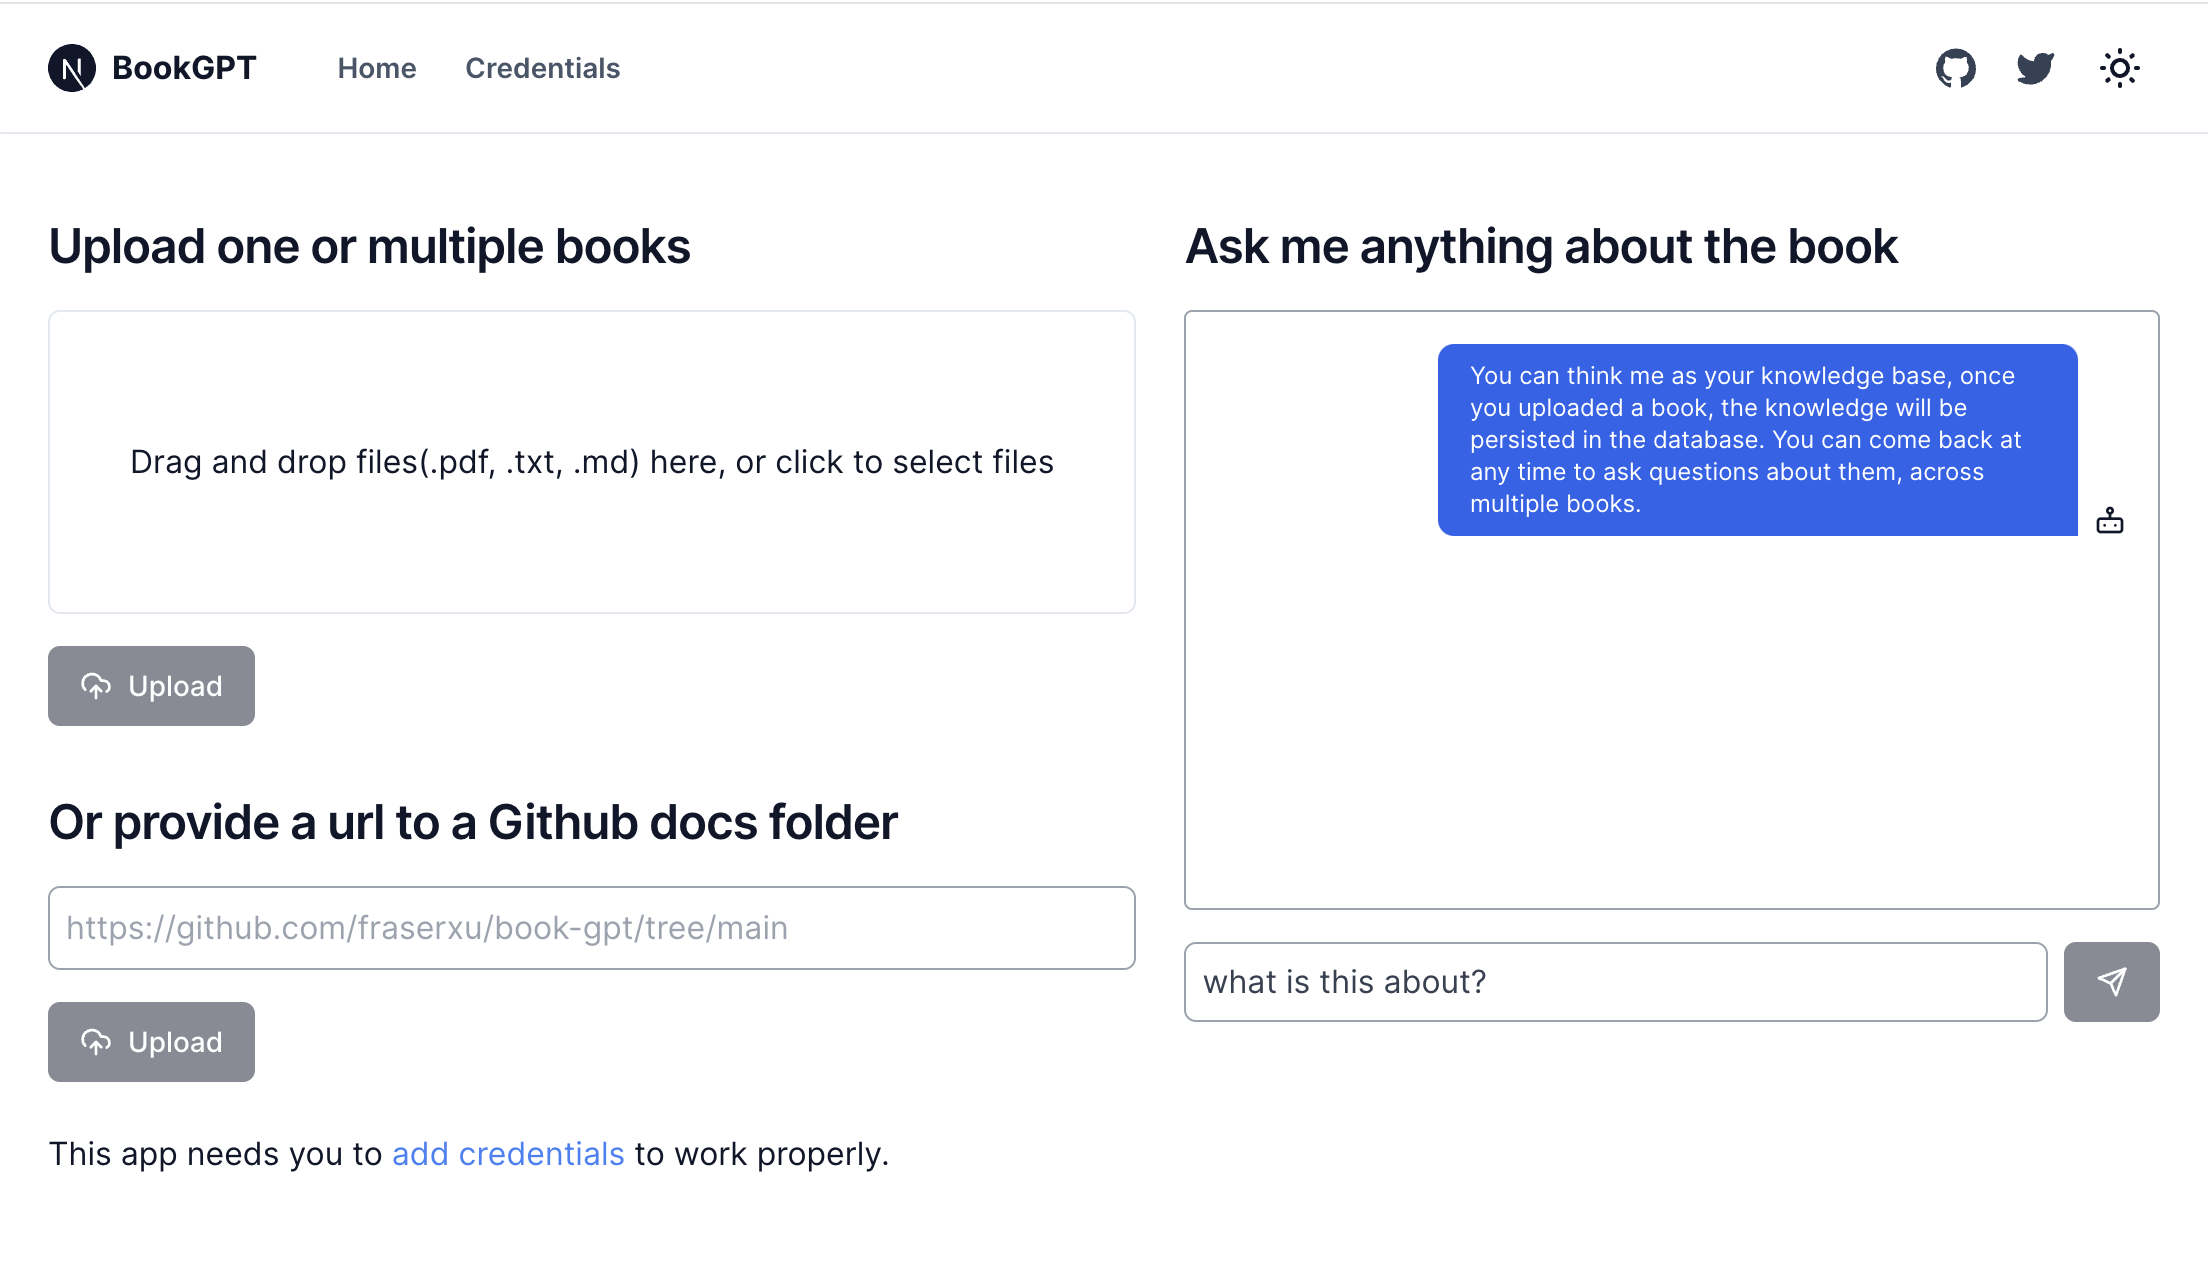 BookGPT
Home
Credentials
Upload one or multiple books
Drag and drop files(.pdf, .txt, .md) here, or click to select files
Upload
Or provide a url to a Github docs folder
https://github.com/fraserxu/book-gpt/tree/main
Upload
This app needs you to add credentials to work properly.
Ask me anything about the book
You can think me as your knowledge base, once
you uploaded a book, the knowledge will be
persisted in the database. You can come back at
any time to ask questions about them, across
multiple books.
what is this about?